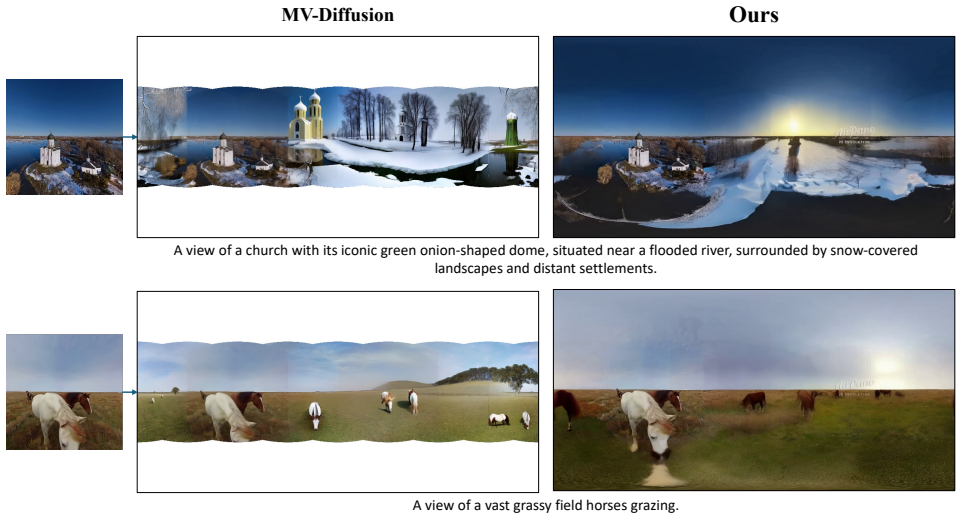 MV-Diffusion
Ours
A view of a church with its iconic green onion-shaped dome, situated near a flooded river, surrounded by snow-covered
landscapes and distant settlements.
A view of a vast grassy field horses grazing.